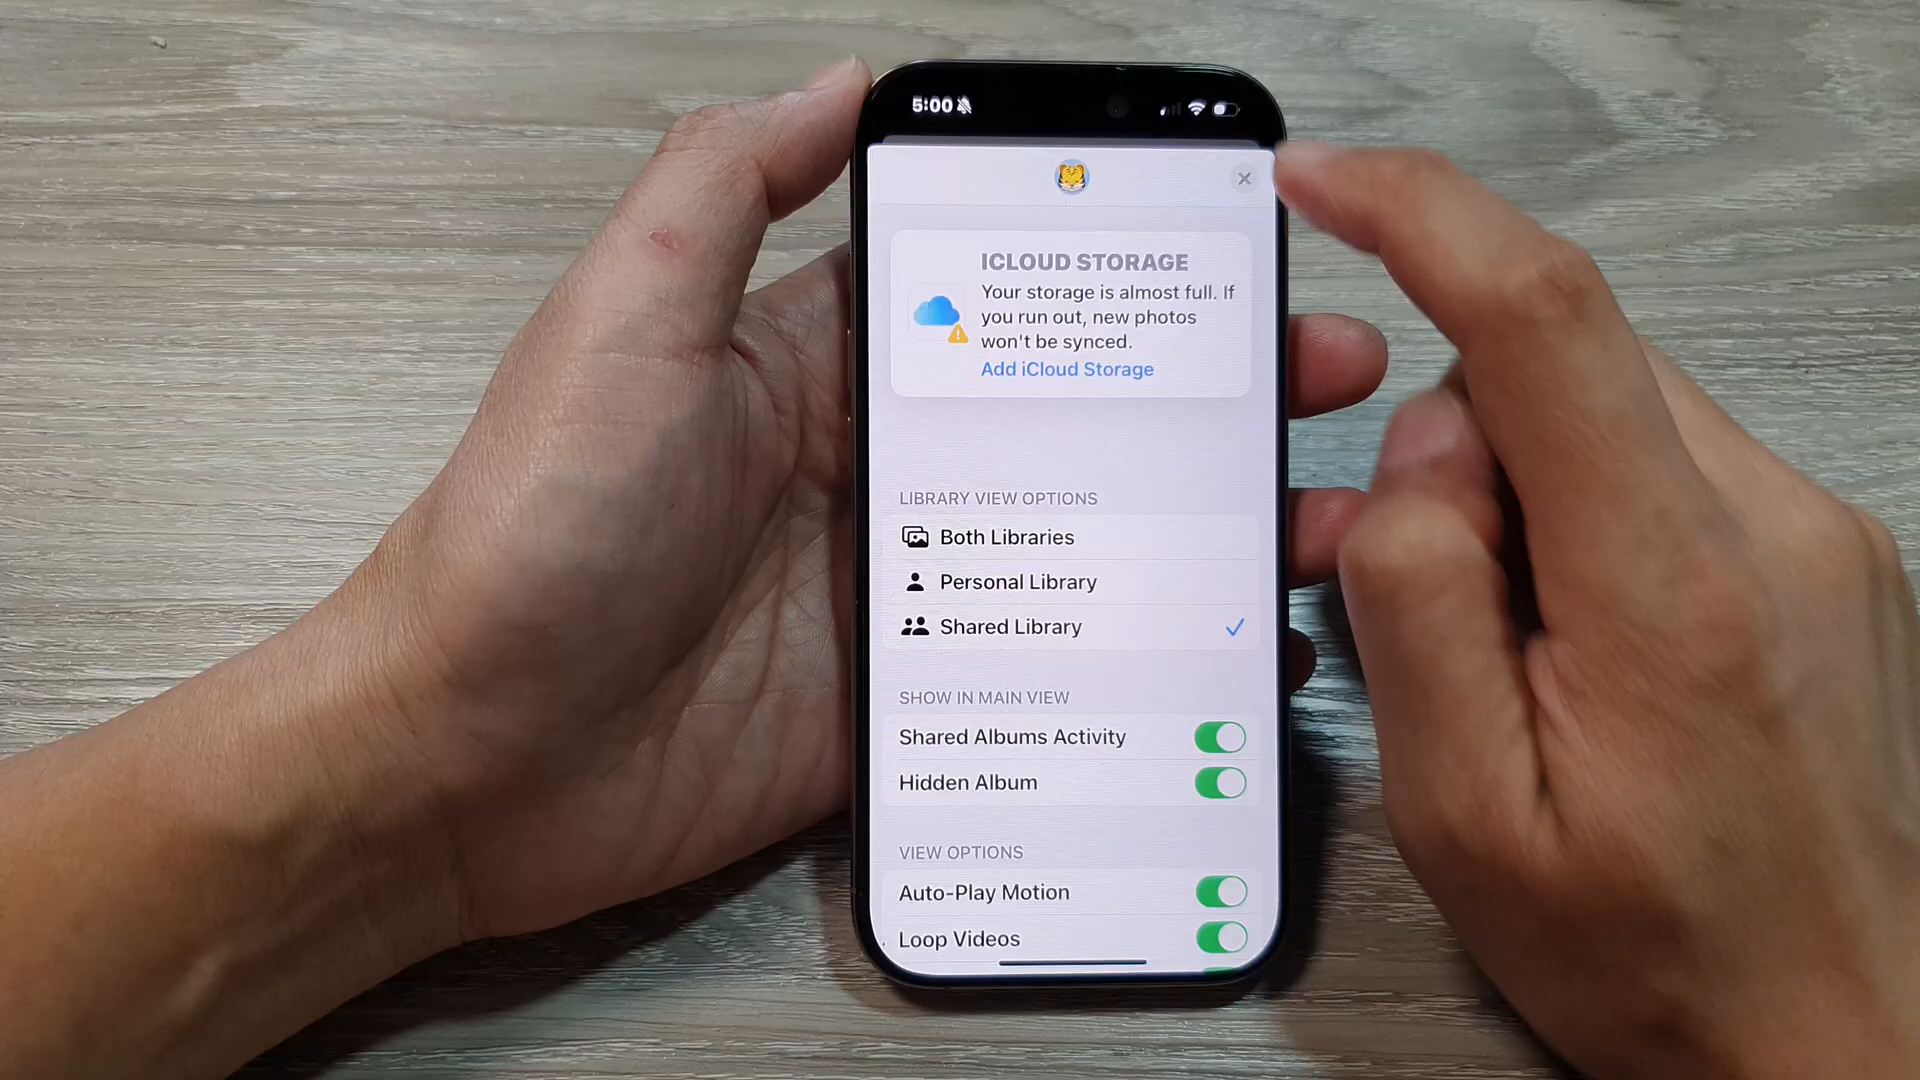 5:00
ICLOUD STORAGE
Your storage is almost full. If
you run out, new photos
won't be synced.
Add iCloud Storage
LIBRARY VIEW OPTIONS
Both Libraries
Personal Library
Shared Library
SHOW IN MAIN VIEW
Shared Albums Activity
Hidden Album
VIEW OPTIONS
Auto-Play Motion
Loop Videos